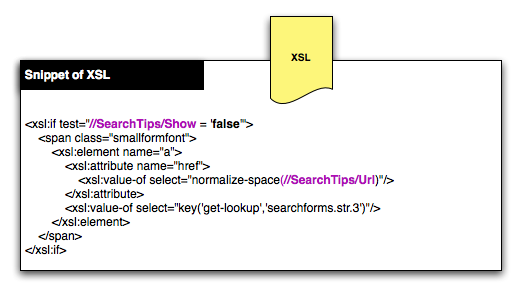 XSL
Snippet of XSL
<xsl:if test="//SearchTips/Show = 'false'">
<span class="smallformfont">
<xsl:element name="a">
<xsl:attribute name="href">
<xsl:value-of select="normalize-space(//SearchTips/Url)"/>
</xsl:attribute>
<xsl:value-of select="key('get-lookup','searchforms.str.3')"/>
</xsl:element>
</span>
</xsl:if>